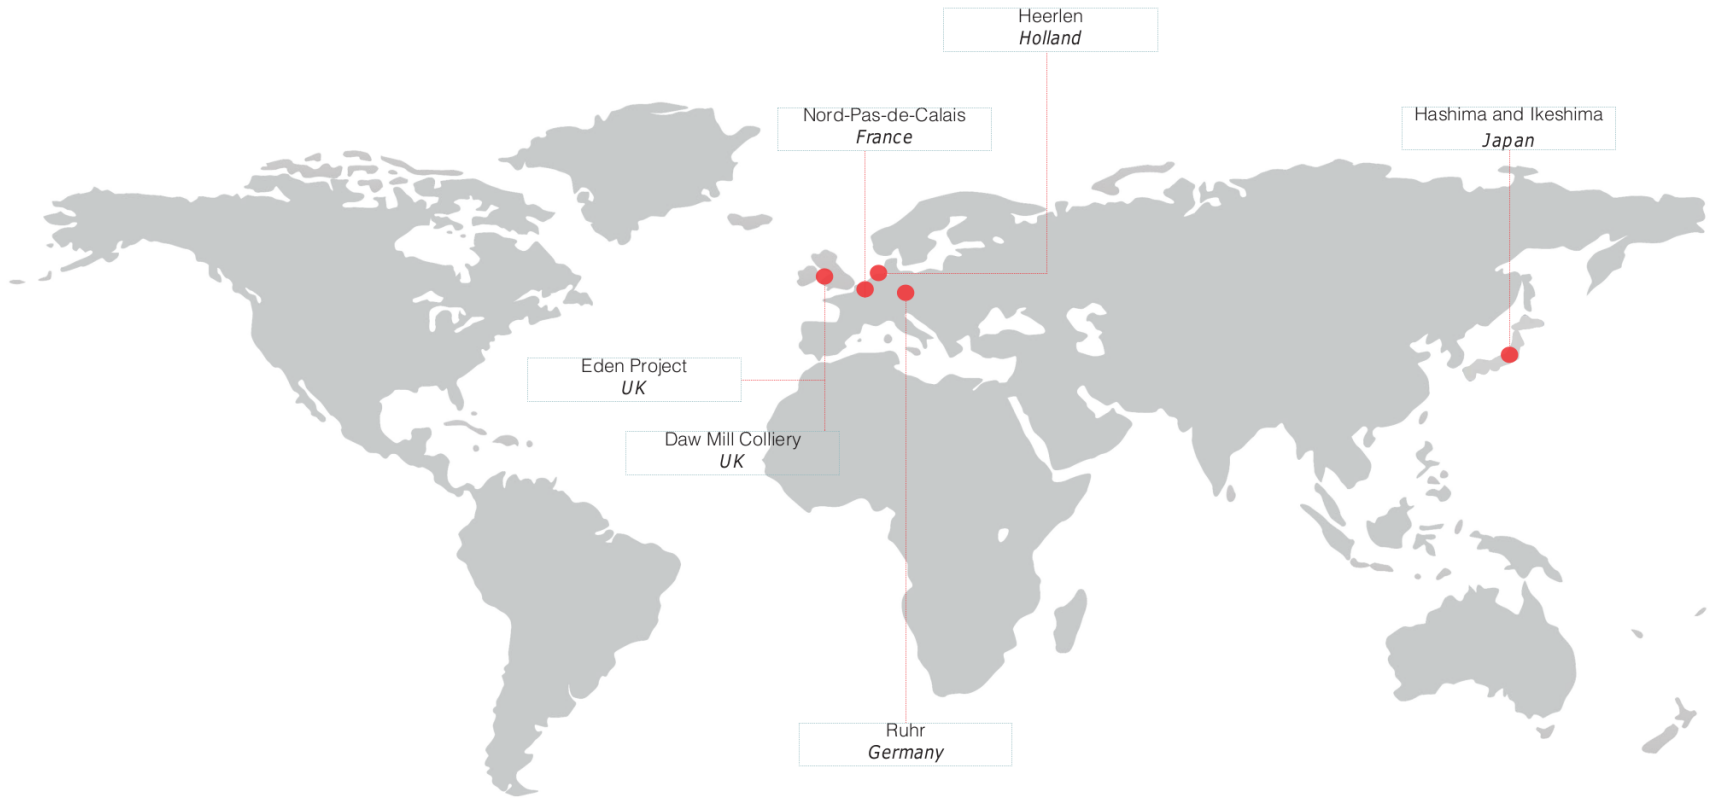 Heerlen
Holland
Nord-Pas-de-Calais
France
Hashima and Ikeshima
Japan
Eden Project
UK
Daw Mill Colliery
UK
Ruhr
Germany